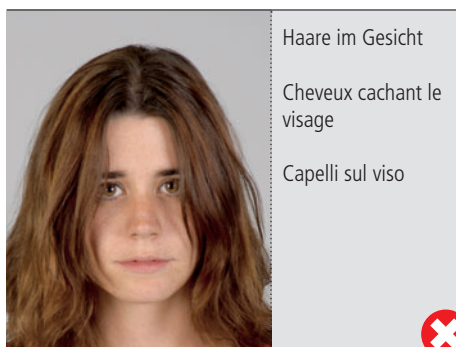 Haare im Gesicht
Cheveux cachant le
visage
Capelli sul viso